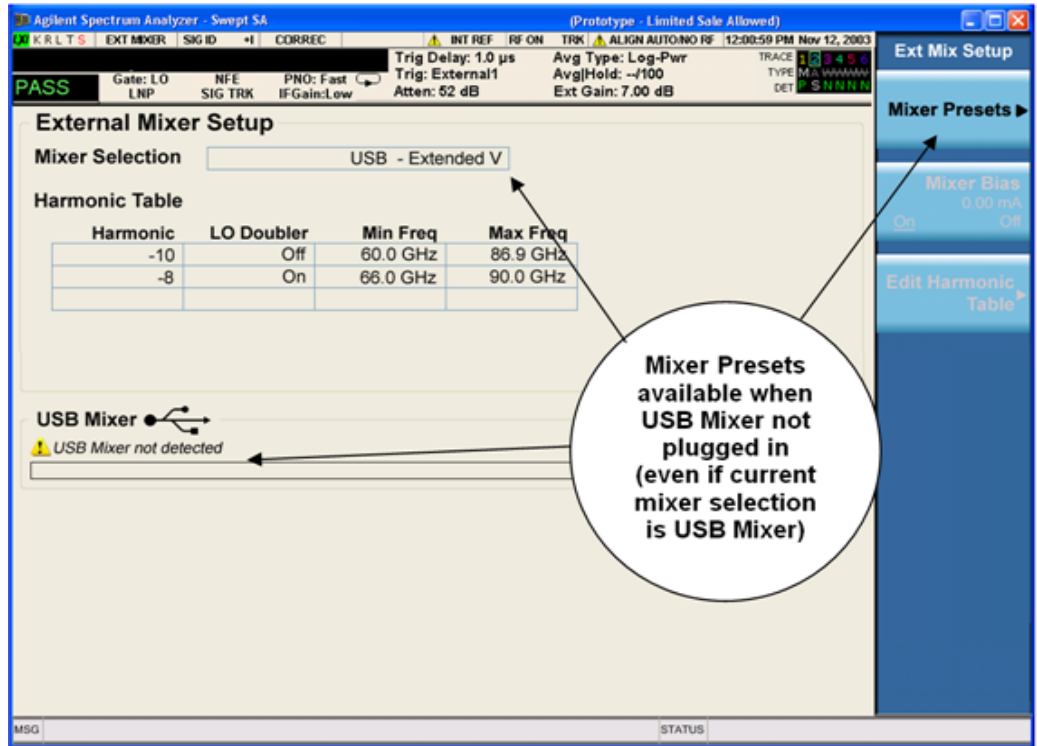 Agilent Spectrum Analyzer - Swept SA (Prototype - Limited Sale Allowed)
K R L T S EXT MIXER SIG ID +I CORREC INT REF RF ON TRK ALIGN AUTO/NO RF 12:00:59 PM Nov 12, 2003
PASS
Gate: LO
LNP
NFE
SIG TRK
PNO: Fast
IFGain:Low
Trig Delay: 1.0 µs
Trig: External1
Atten: 52 dB
Avg Type: Log-Pwr
Avg|Hold: --/100
Ext Gain: 7.00 dB
TRACE 1 2 3 4 5 6
TYPE M A W W W W
DET P S N N N N
Ext Mix Setup
Mixer Presets
Mixer Bias
0.00 mA
On Off
Edit Harmonic
Table
External Mixer Setup
Mixer Selection USB - Extended V
Harmonic Table
Harmonic LO Doubler Min Freq Max Freq
-10 Off 60.0 GHz 86.9 GHz
-8 On 66.0 GHz 90.0 GHz
USB Mixer
USB Mixer not detected
Mixer Presets
available when
USB Mixer not
plugged in
(even if current
mixer selection
is USB Mixer)
MSG STATUS